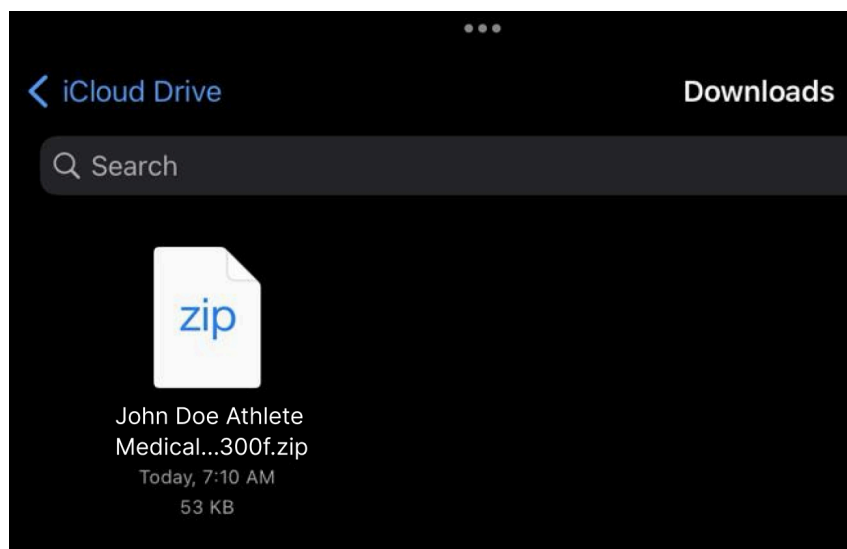 iCloud Drive
Downloads
Search
zip
John Doe Athlete
Medical...300f.zip
Today, 7:10 AM
53 KB